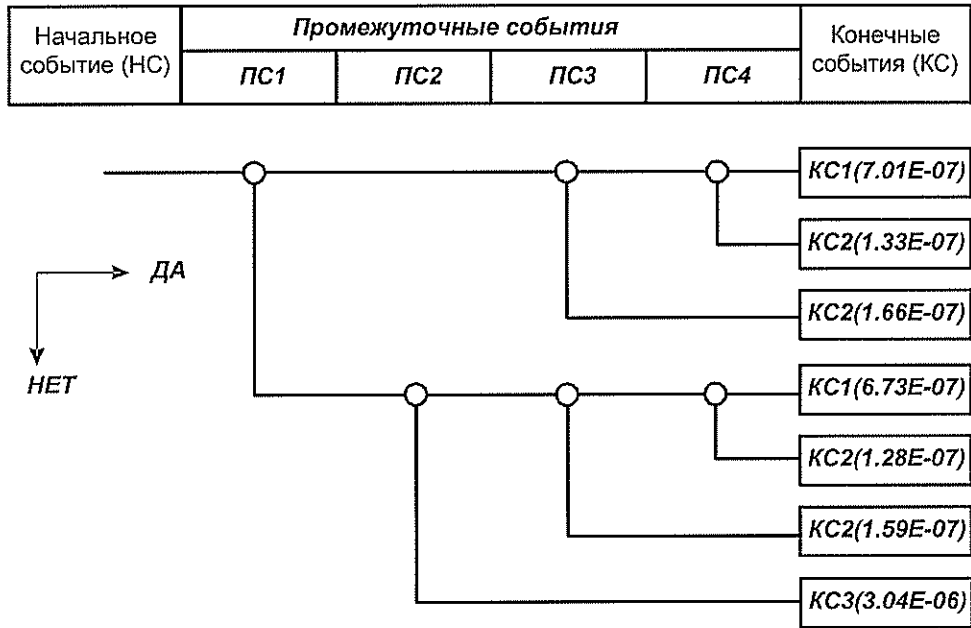 Начальное
событие (НС)
Промежуточные события
ПС1 ПС2 ПС3 ПС4
Конечные
события (КС)
КС1(7.01E-07)
КС2(1.33E-07)
ДА
КС2(1.66E-07)
НЕТ
КС1(6.73E-07)
КС2(1.28E-07)
КС2(1.59E-07)
КС3(3.04E-06)